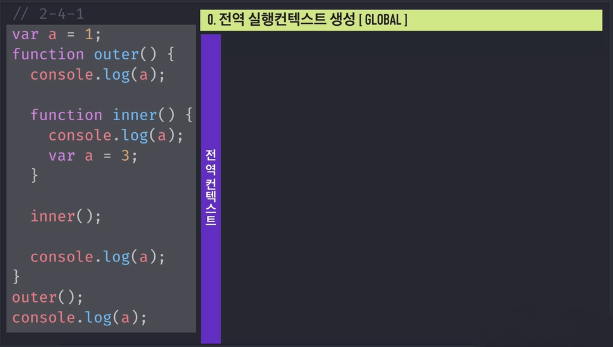 // 2-4-1
var a = 1;
function outer() {
  console.log(a);

  function inner() {
    console.log(a);
    var a = 3;
  }

  inner();

  console.log(a);
}
outer();
console.log(a);
0. 전역 실행컨텍스트 생성 [ GLOBAL ]
전역컨텍스트